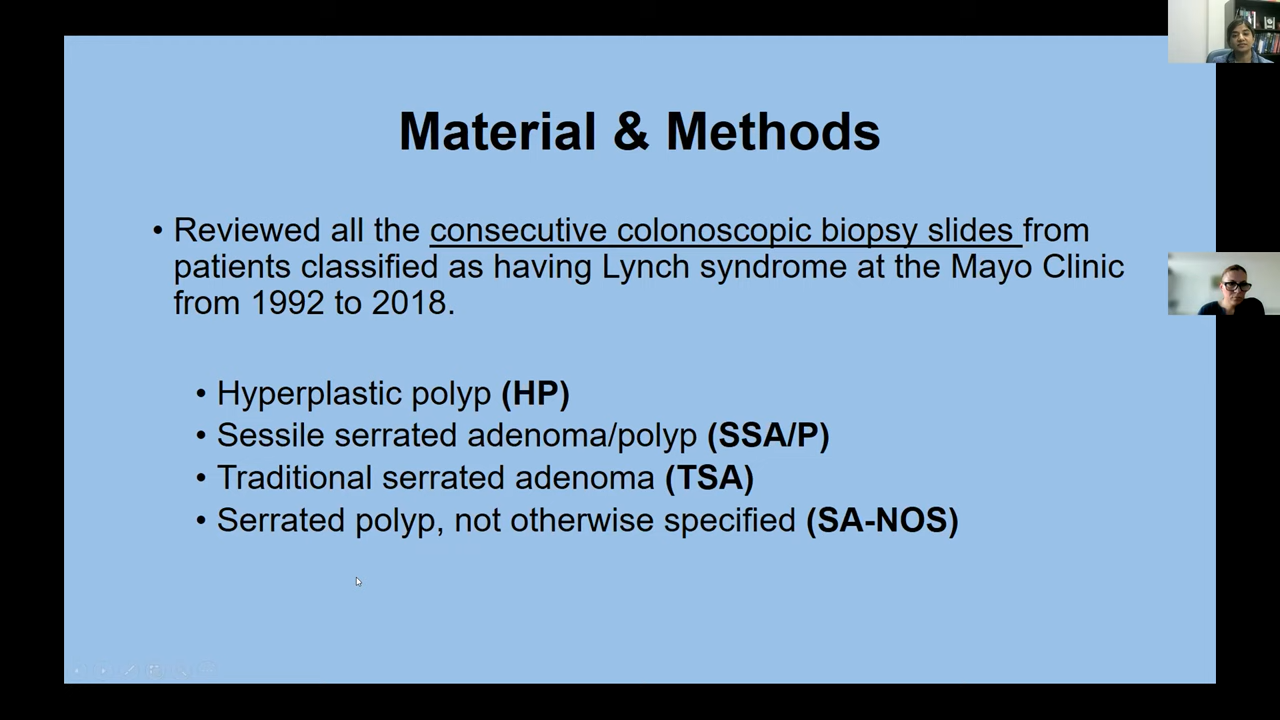 Material & Methods
• Reviewed all the consecutive colonoscopic biopsy slides from
patients classified as having Lynch syndrome at the Mayo Clinic
from 1992 to 2018.
• Hyperplastic polyp (HP)
• Sessile serrated adenoma/polyp (SSA/P)
• Traditional serrated adenoma (TSA)
• Serrated polyp, not otherwise specified (SA-NOS)